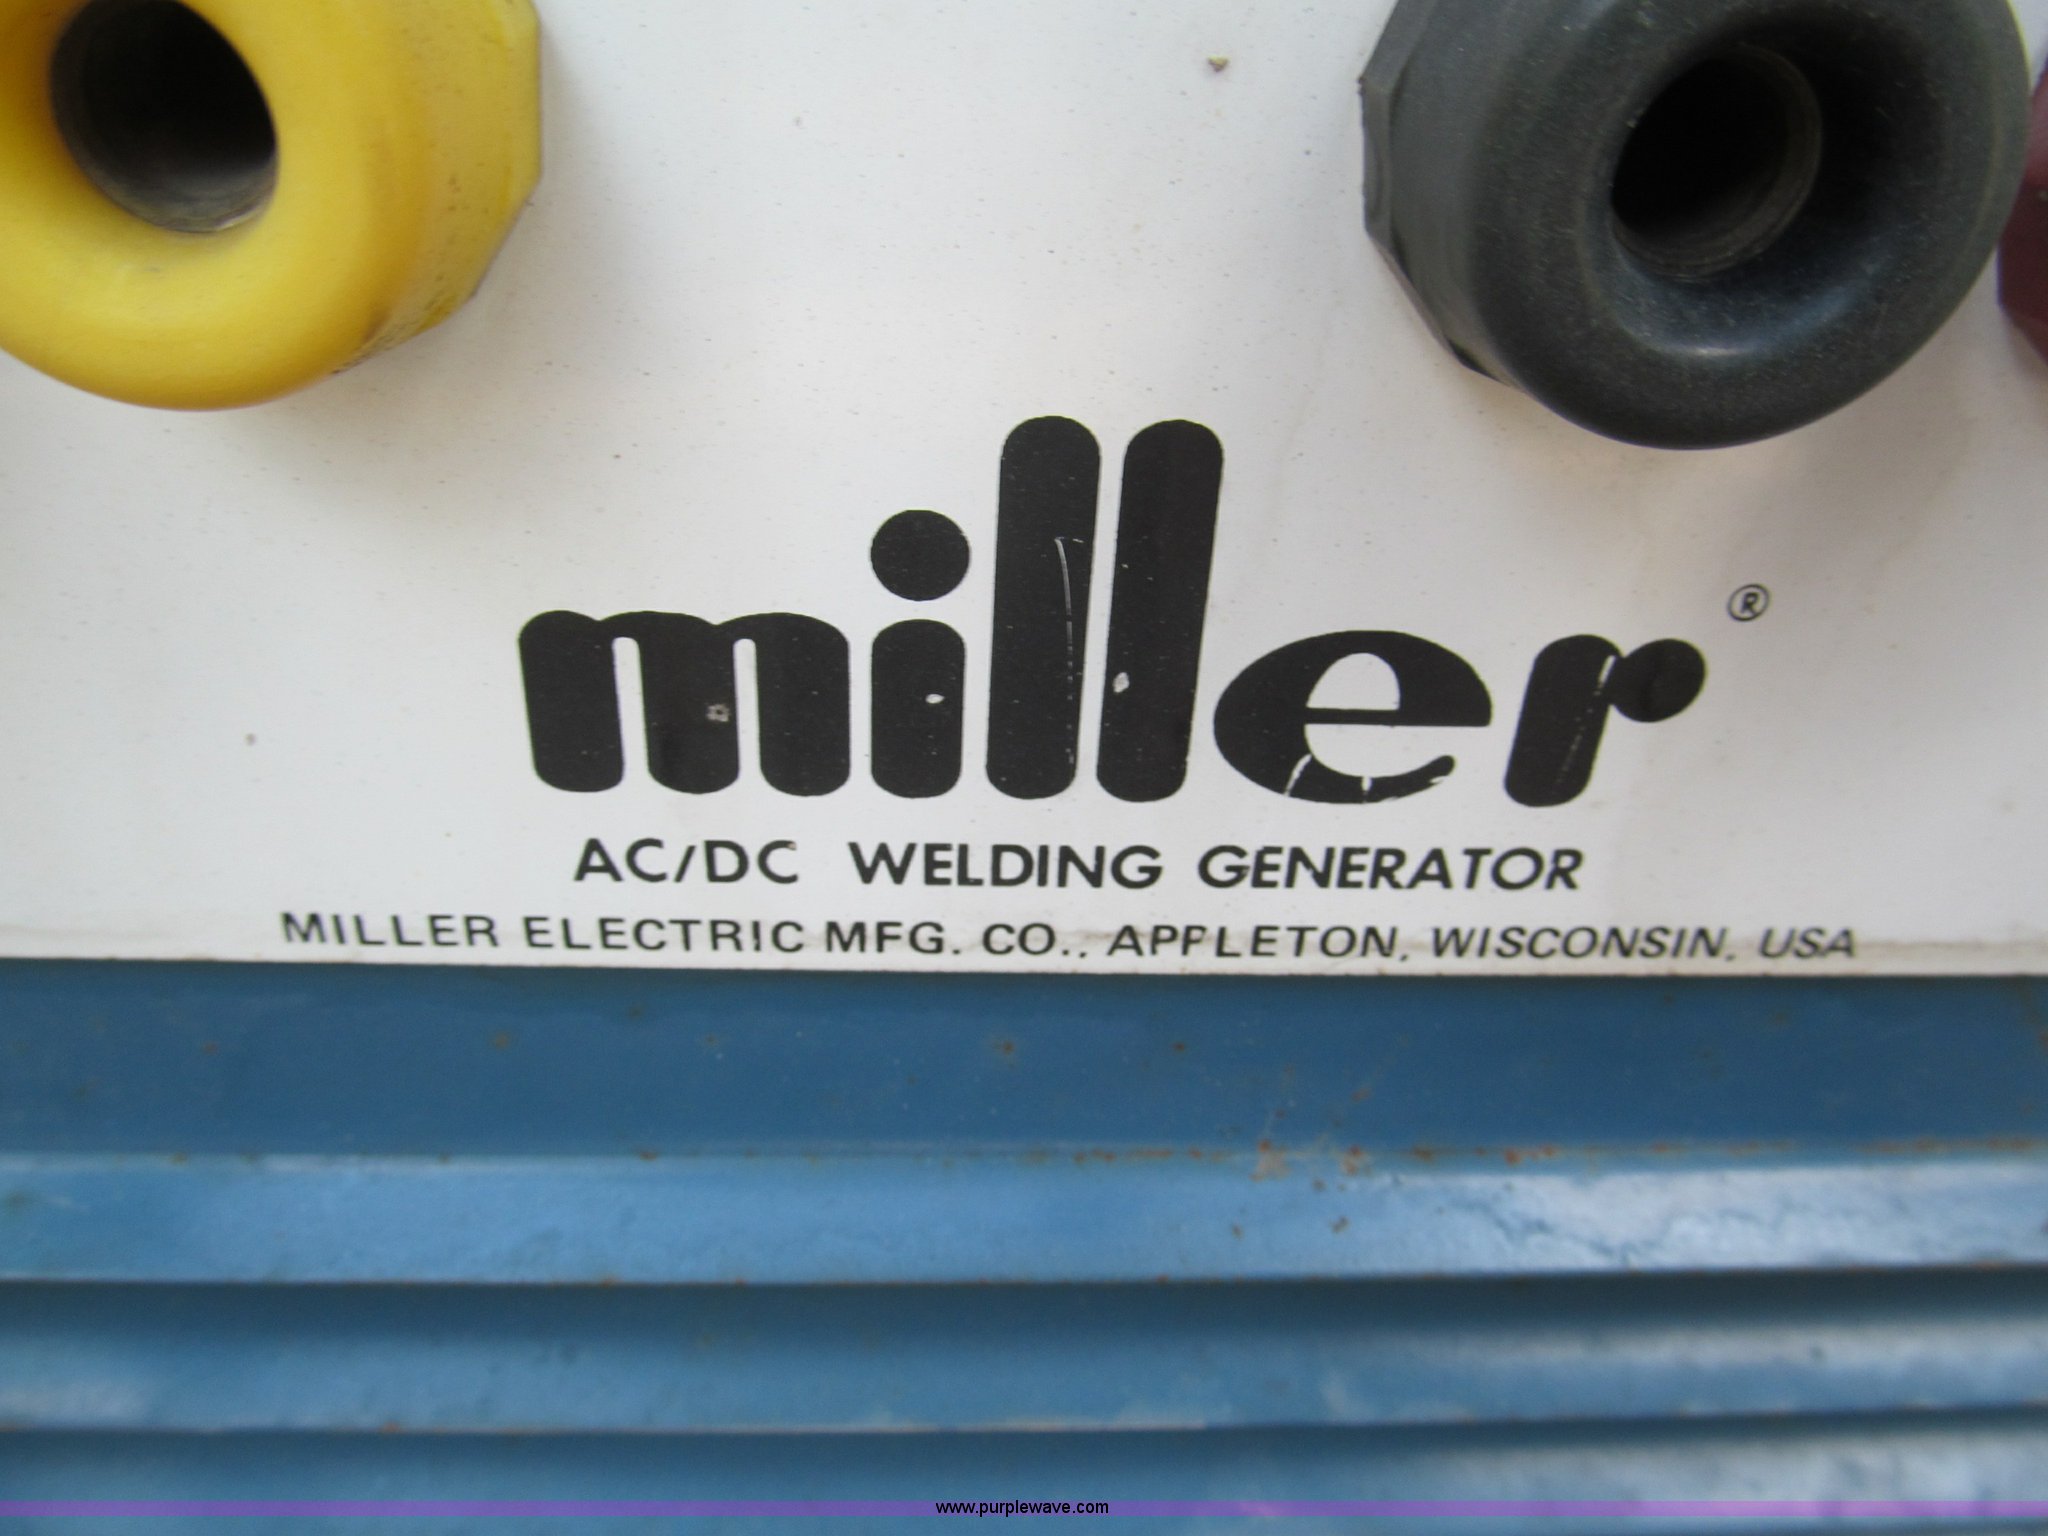 miller®
AC/DC WELDING GENERATOR
MILLER ELECTRIC MFG. CO., APPLETON, WISCONSIN, USA
www.purplewave.com